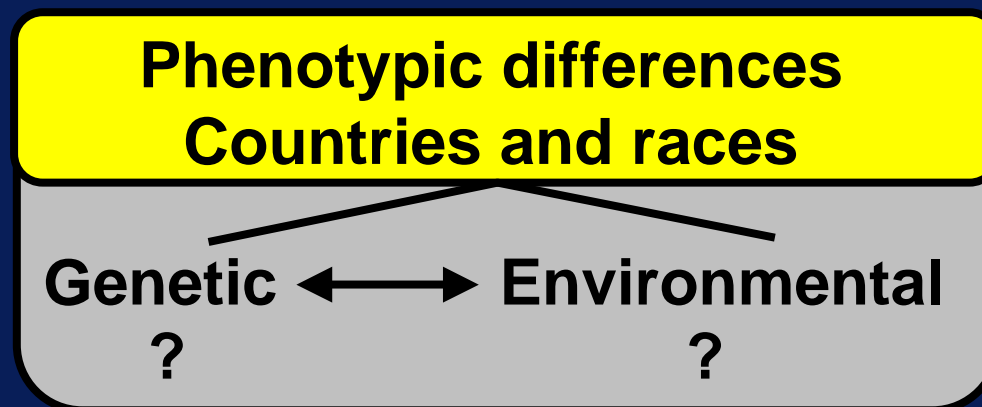 Phenotypic differences
Countries and races
Genetic Environmental
? ?